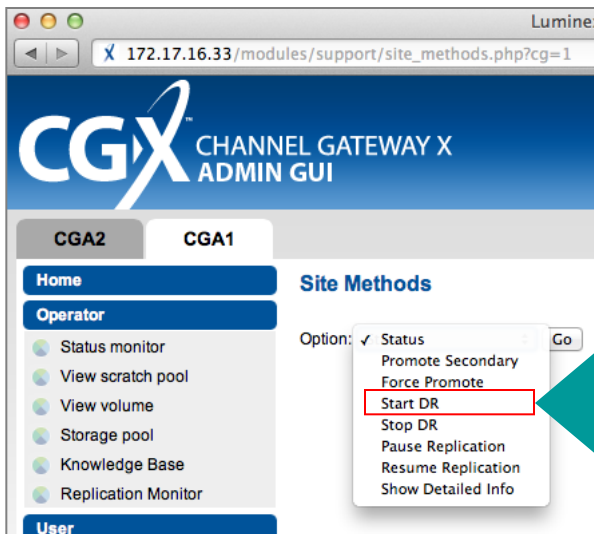 Lumine
172.17.16.33/modules/support/site_methods.php?cg=1
CGX™ CHANNEL GATEWAY X
ADMIN GUI
CGA2 CGA1
Home
Operator
Status monitor
View scratch pool
View volume
Storage pool
Knowledge Base
Replication Monitor
User
Site Methods
Option: ✓ Status Go
Promote Secondary
Force Promote
Start DR
Stop DR
Pause Replication
Resume Replication
Show Detailed Info